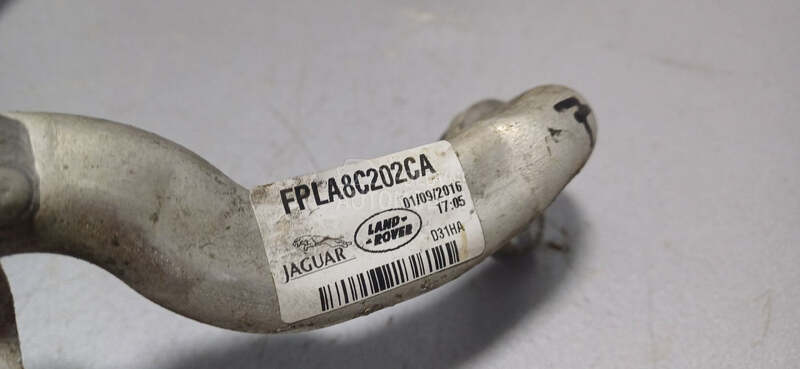 FPLA8C202CA
01/09/2016
17:05
LAND-
-ROVER
D31HA
JAGUAR